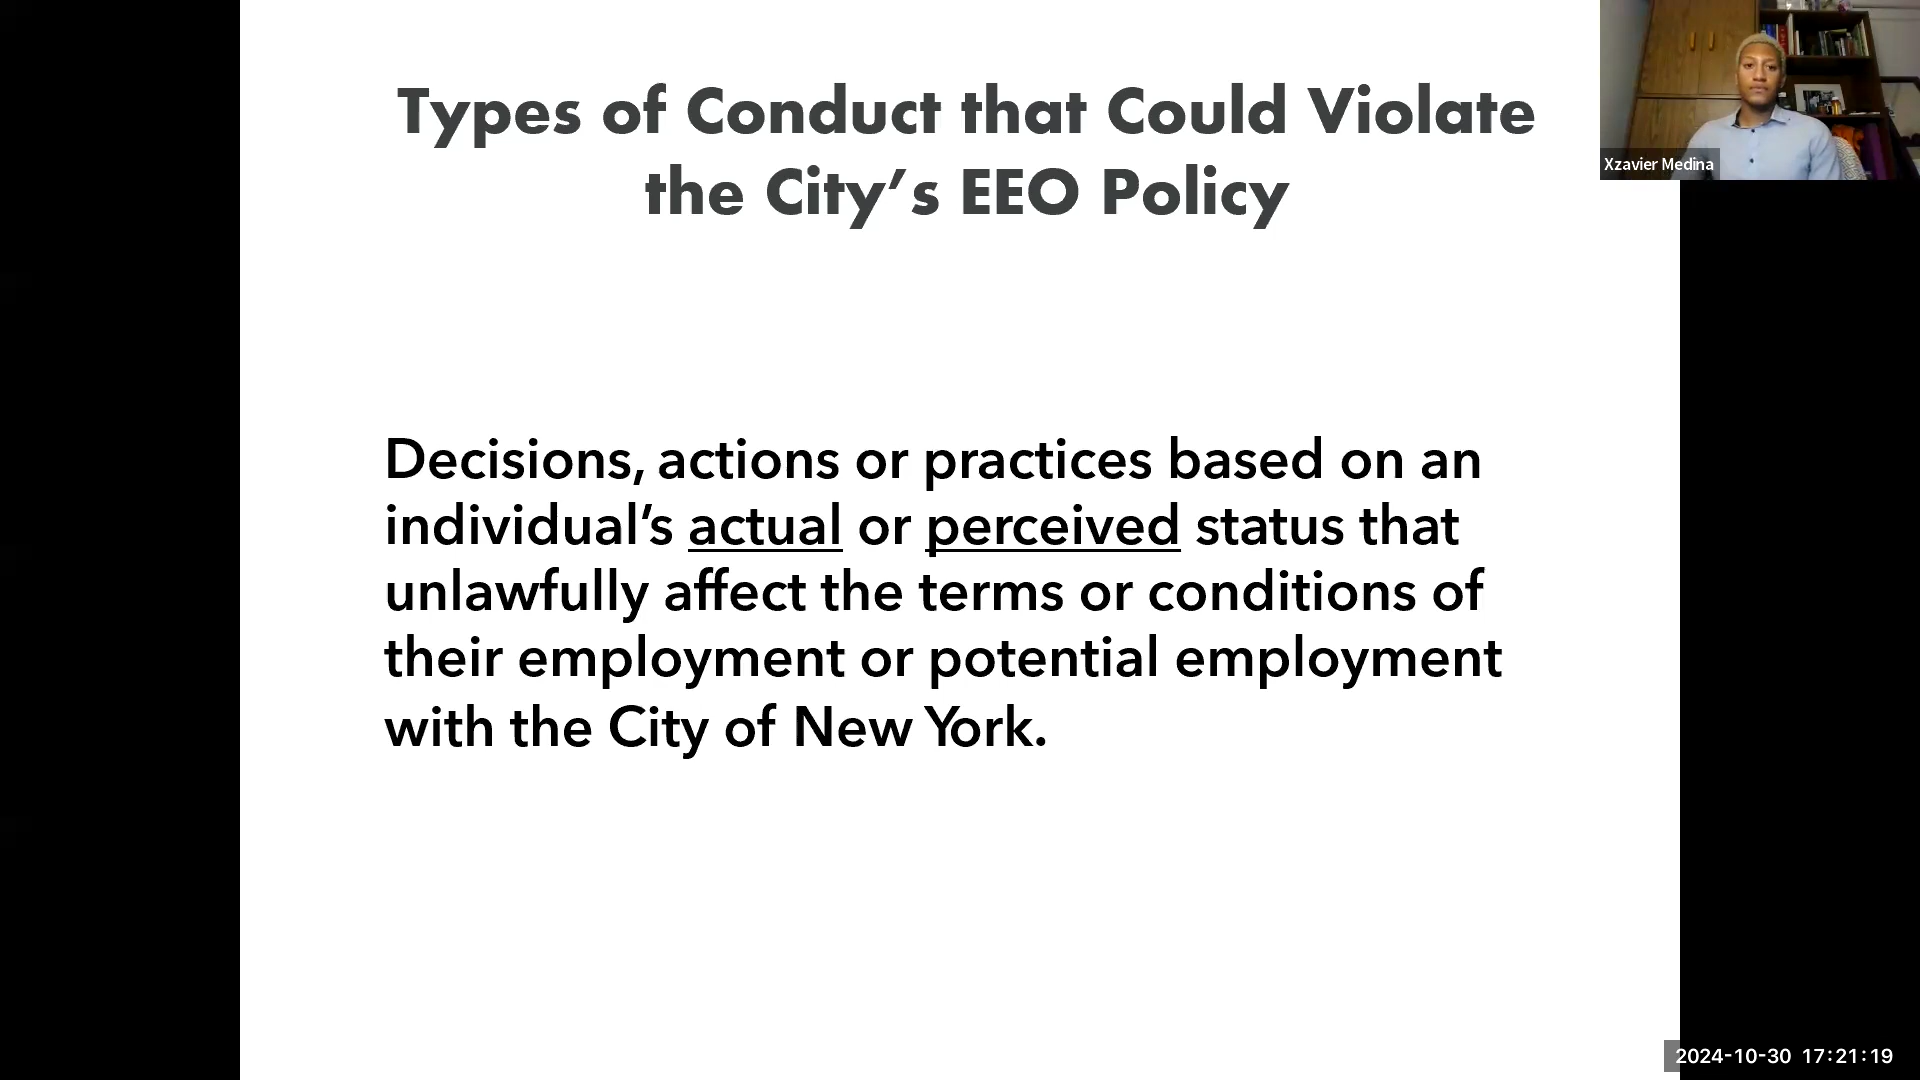 Types of Conduct that Could Violate
the City’s EEO Policy
Xzavier Medina
Decisions, actions or practices based on an
individual’s actual or perceived status that
unlawfully affect the terms or conditions of
their employment or potential employment
with the City of New York.
2024-10-30 17:21:19